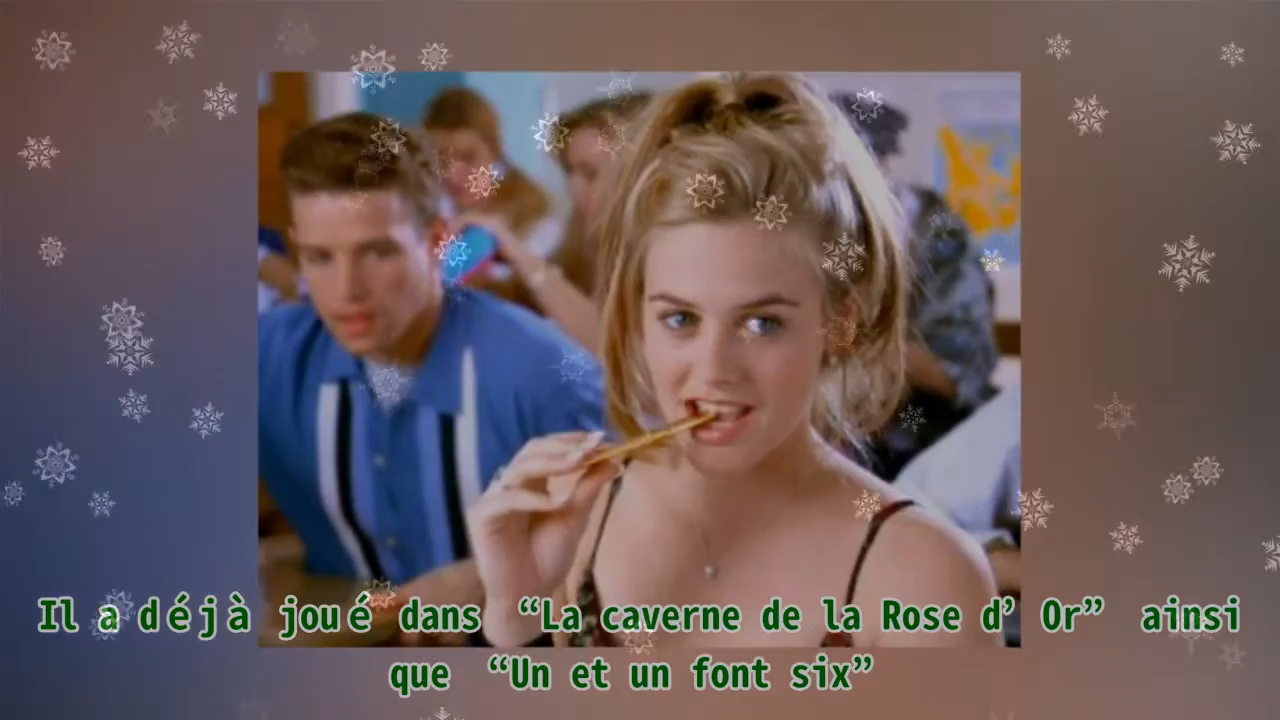 Il a déjà joué dans “La caverne de la Rose d’ Or” ainsi
que “Un et un font six”